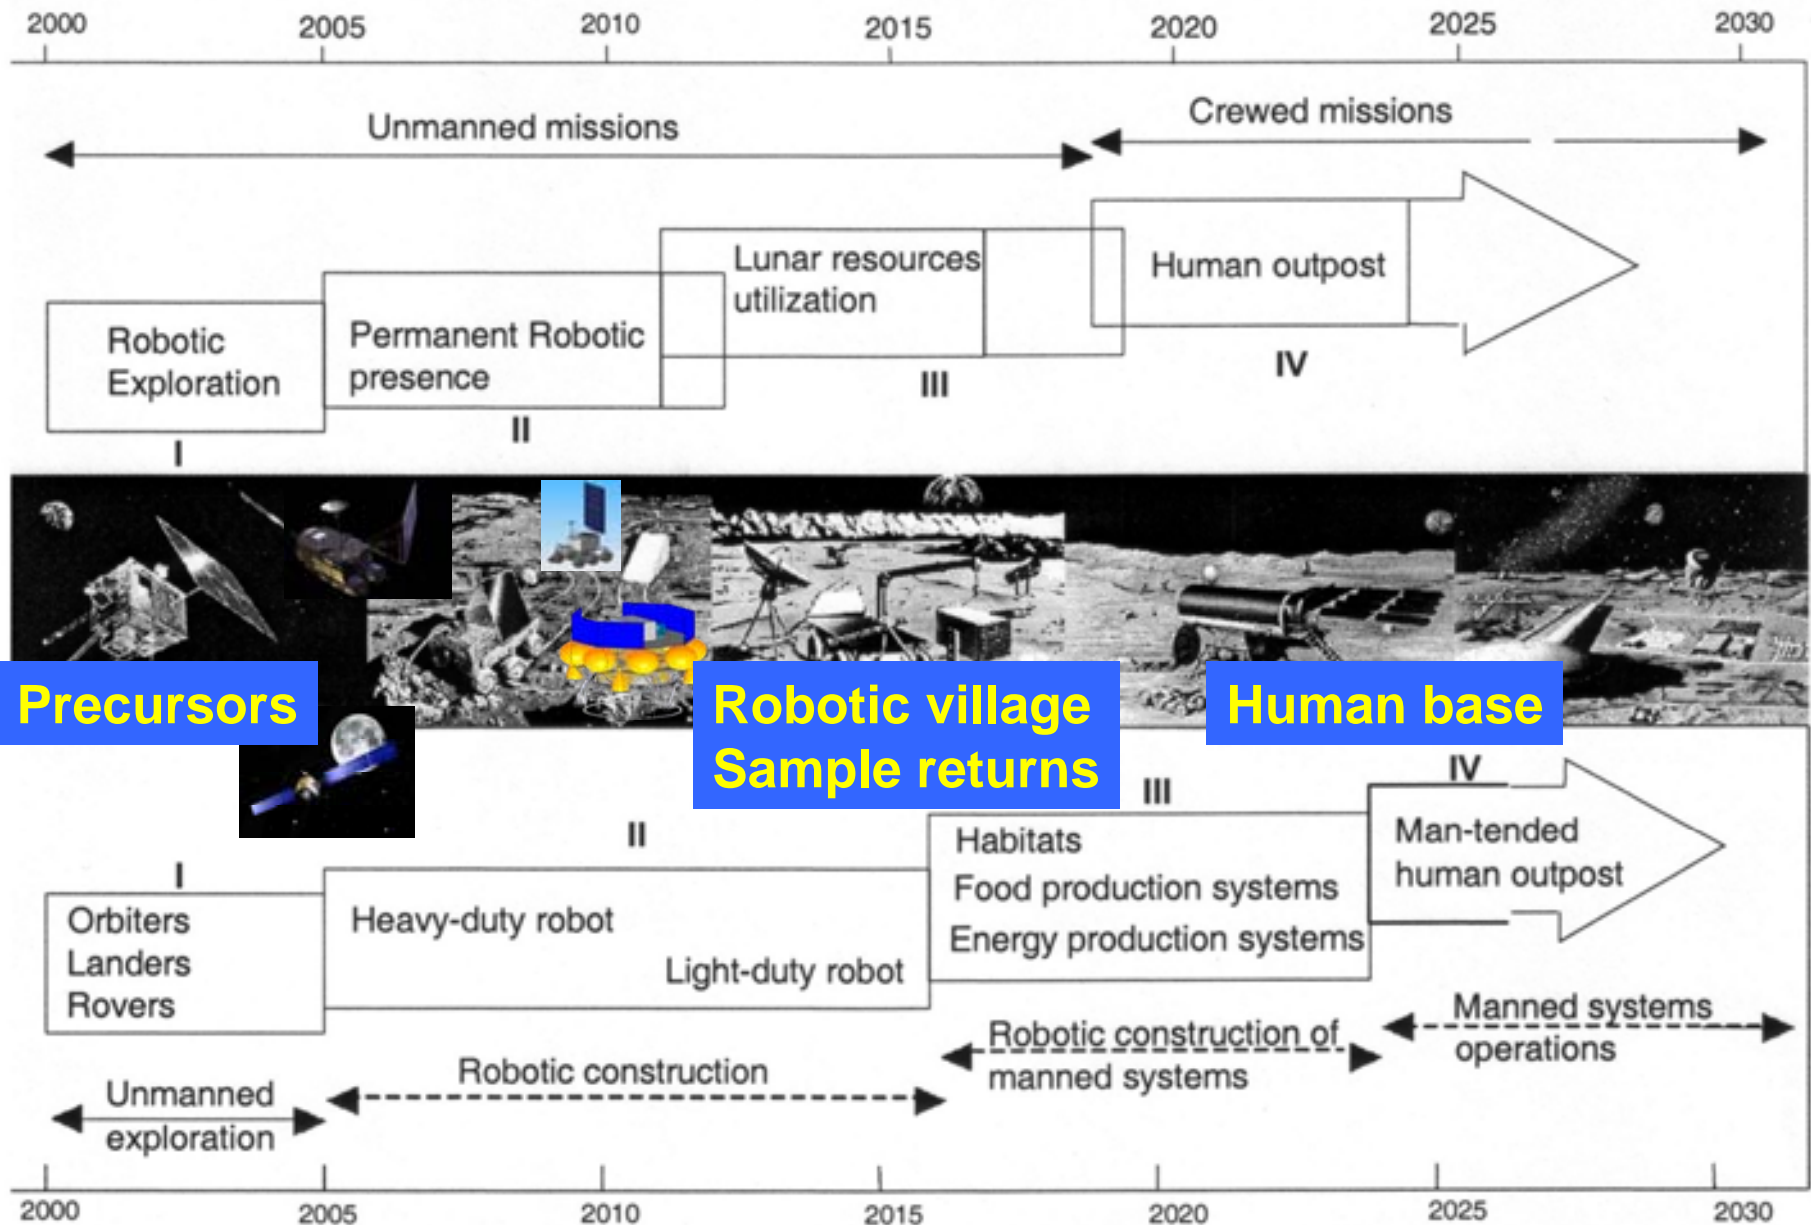 2000 2005 2010 2015 2020 2025 2030
Unmanned missions
Crewed missions
Robotic
Exploration
I
Permanent Robotic
presence
II
Lunar resources
utilization
III
Human outpost
IV
Precursors
Robotic village
Sample returns
Human base
I
Orbiters
Landers
Rovers
II
Heavy-duty robot
Light-duty robot
III
Habitats
Food production systems
Energy production systems
IV
Man-tended
human outpost
Unmanned
exploration
Robotic construction
Robotic construction of
manned systems
Manned systems
operations
2000 2005 2010 2015 2020 2025 2030